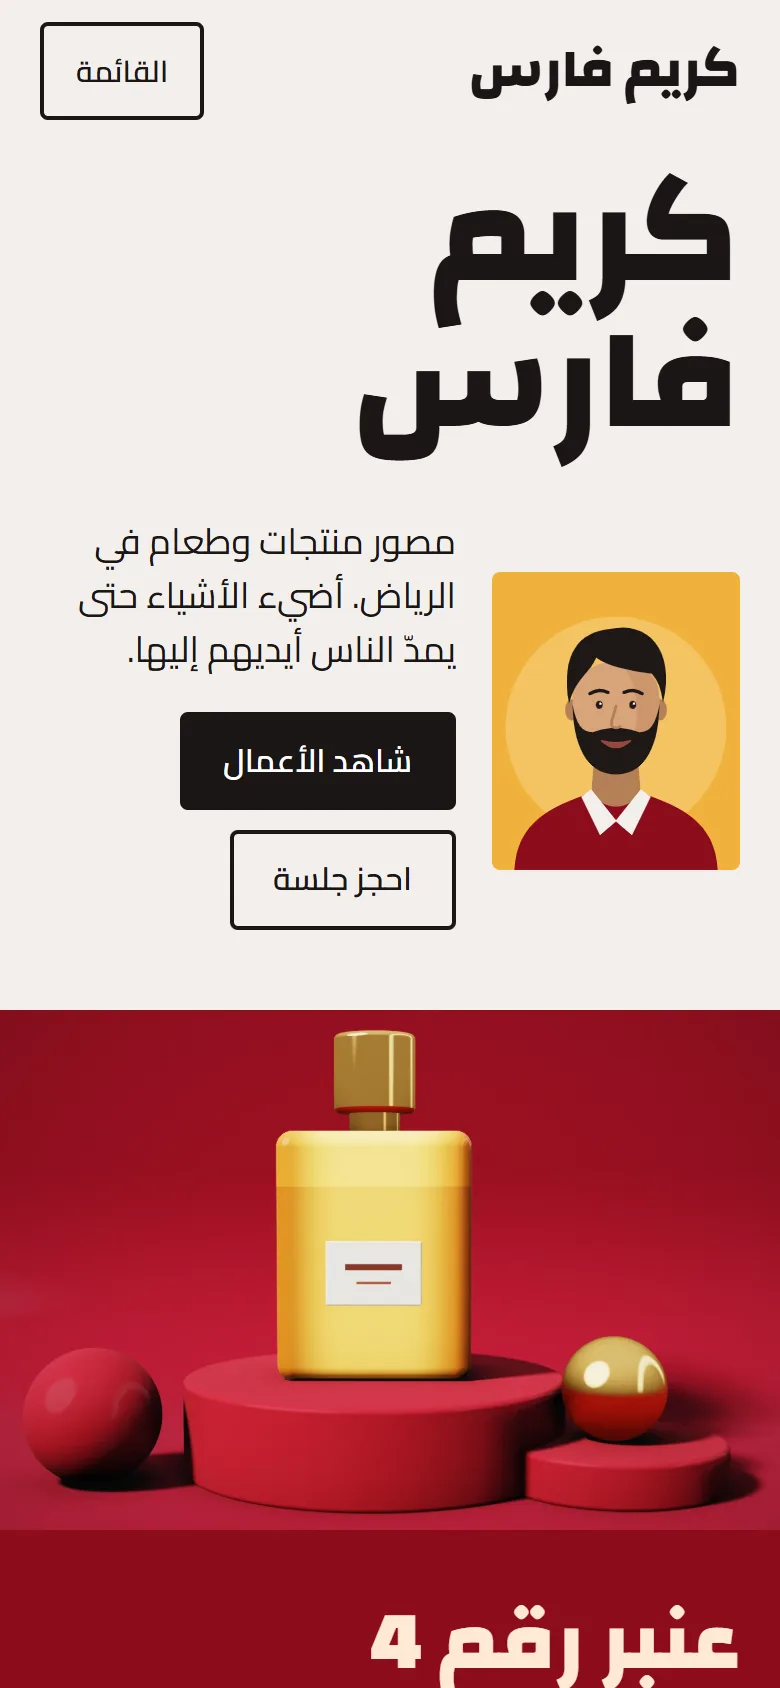 كريم فارس
القائمة
كريم
فارس
مصور منتجات وطعام في
الرياض. أضيء الأشياء حتى
يمدّ الناس أيديهم إليها.
شاهد الأعمال
احجز جلسة
عنبر رقم 4